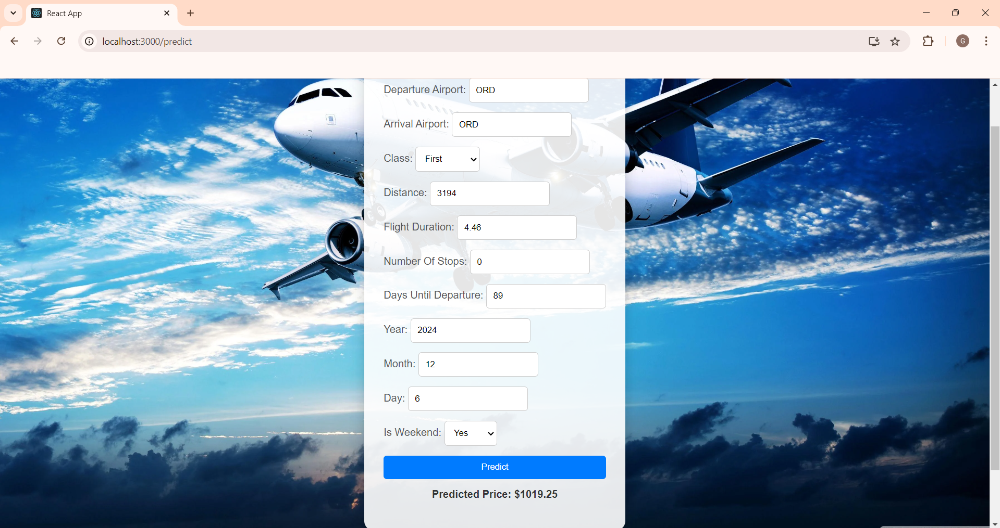 React App
localhost:3000/predict
G
Departure Airport: ORD
Arrival Airport: ORD
Class: First
Distance: 3194
Flight Duration: 4.46
Number Of Stops: 0
Days Until Departure: 89
Year: 2024
Month: 12
Day: 6
Is Weekend: Yes
Predict
Predicted Price: $1019.25